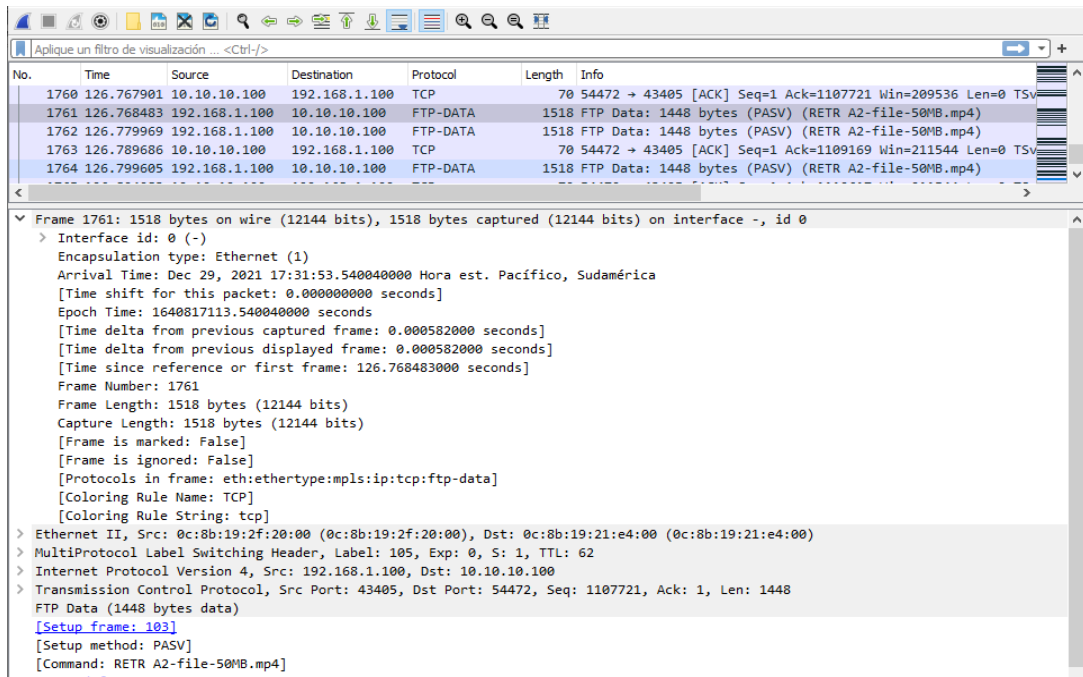 Aplique un filtro de visualización ... <Ctrl-/>
No. Time Source Destination Protocol Length Info
1760 126.767901 10.10.10.100 192.168.1.100 TCP 70 54472 → 43405 [ACK] Seq=1 Ack=1107721 Win=209536 Len=0 TSv
1761 126.768483 192.168.1.100 10.10.10.100 FTP-DATA 1518 FTP Data: 1448 bytes (PASV) (RETR A2-file-50MB.mp4)
1762 126.779969 192.168.1.100 10.10.10.100 FTP-DATA 1518 FTP Data: 1448 bytes (PASV) (RETR A2-file-50MB.mp4)
1763 126.789686 10.10.10.100 192.168.1.100 TCP 70 54472 → 43405 [ACK] Seq=1 Ack=1109169 Win=211544 Len=0 TSv
1764 126.799605 192.168.1.100 10.10.10.100 FTP-DATA 1518 FTP Data: 1448 bytes (PASV) (RETR A2-file-50MB.mp4)
Frame 1761: 1518 bytes on wire (12144 bits), 1518 bytes captured (12144 bits) on interface -, id 0
Interface id: 0 (-)
Encapsulation type: Ethernet (1)
Arrival Time: Dec 29, 2021 17:31:53.540040000 Hora est. Pacífico, Sudamérica
[Time shift for this packet: 0.000000000 seconds]
Epoch Time: 1640817113.540040000 seconds
[Time delta from previous captured frame: 0.000582000 seconds]
[Time delta from previous displayed frame: 0.000582000 seconds]
[Time since reference or first frame: 126.768483000 seconds]
Frame Number: 1761
Frame Length: 1518 bytes (12144 bits)
Capture Length: 1518 bytes (12144 bits)
[Frame is marked: False]
[Frame is ignored: False]
[Protocols in frame: eth:ethertype:mpls:ip:tcp:ftp-data]
[Coloring Rule Name: TCP]
[Coloring Rule String: tcp]
Ethernet II, Src: 0c:8b:19:2f:20:00 (0c:8b:19:2f:20:00), Dst: 0c:8b:19:21:e4:00 (0c:8b:19:21:e4:00)
MultiProtocol Label Switching Header, Label: 105, Exp: 0, S: 1, TTL: 62
Internet Protocol Version 4, Src: 192.168.1.100, Dst: 10.10.10.100
Transmission Control Protocol, Src Port: 43405, Dst Port: 54472, Seq: 1107721, Ack: 1, Len: 1448
FTP Data (1448 bytes data)
[Setup frame: 103]
[Setup method: PASV]
[Command: RETR A2-file-50MB.mp4]